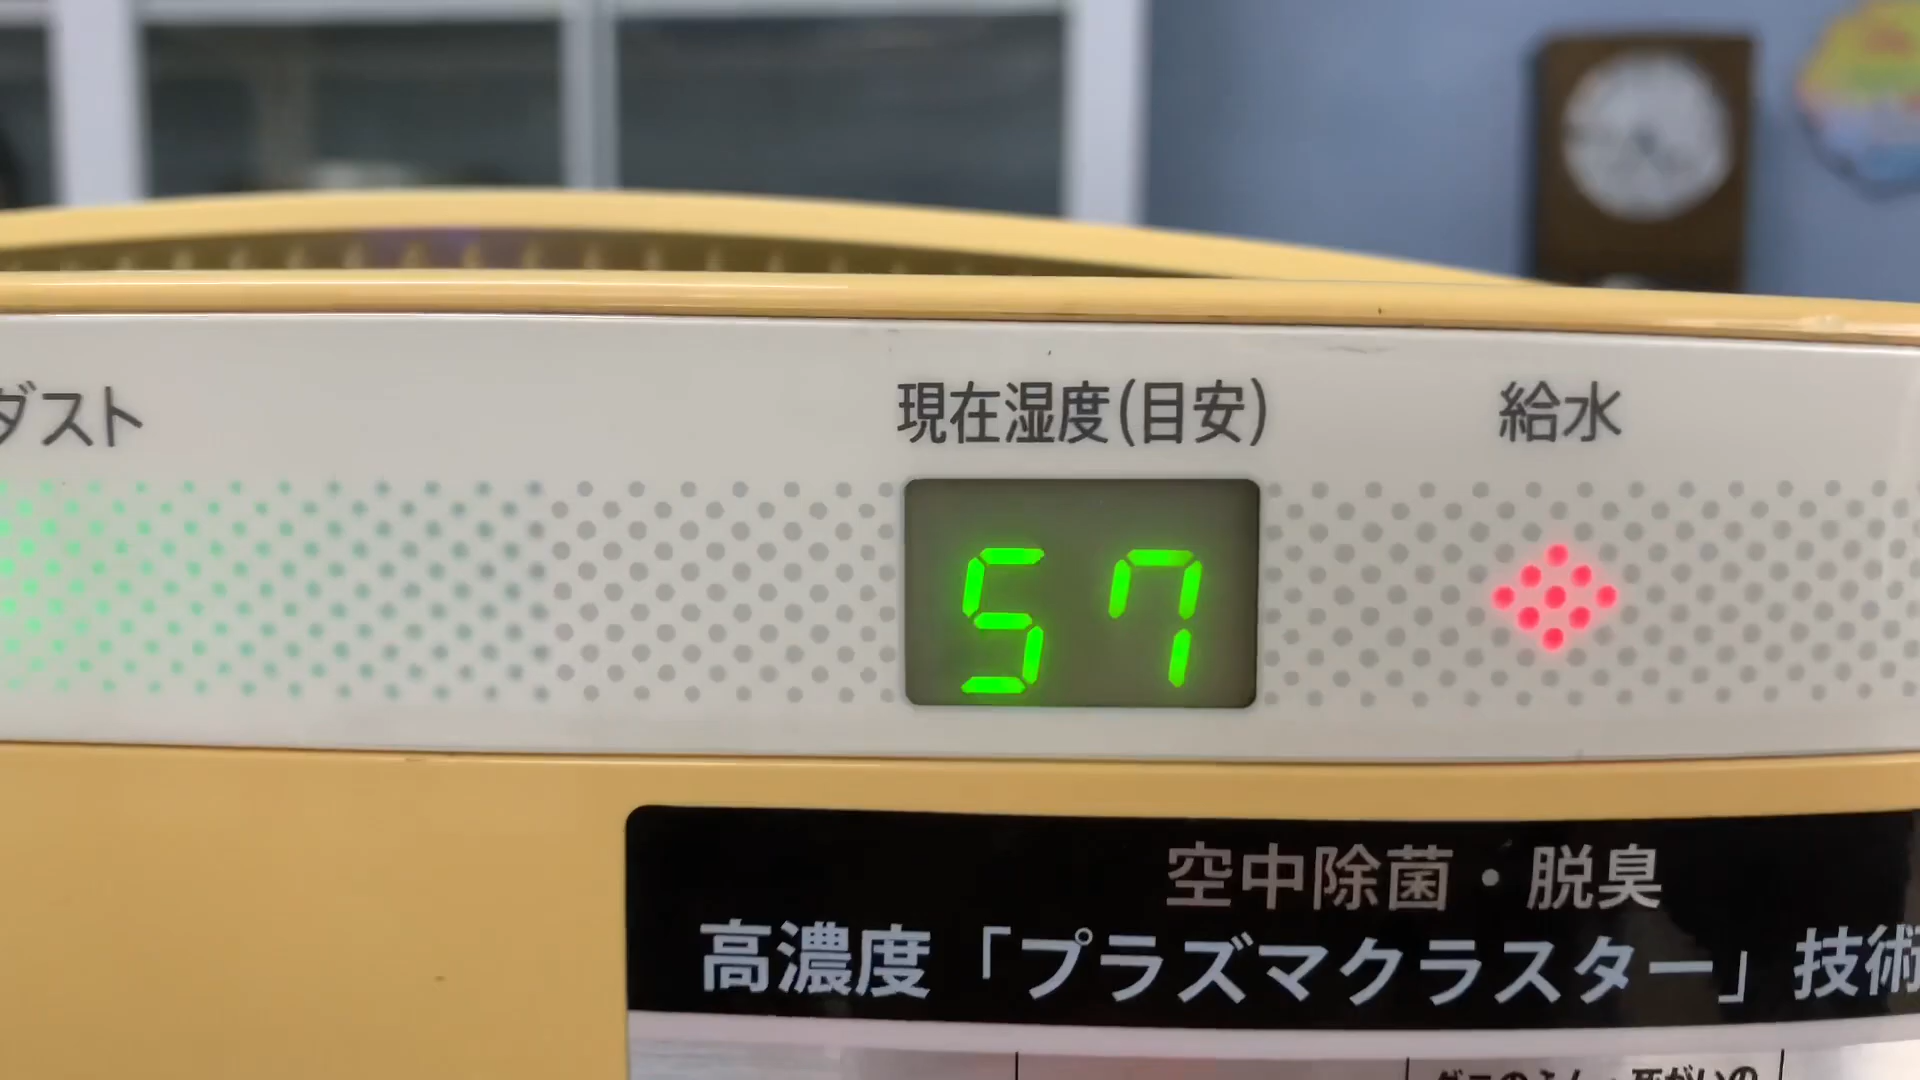 ダスト
現在湿度(目安)
給水
57
空中除菌・脱臭
高濃度「プラズマクラスター」技術